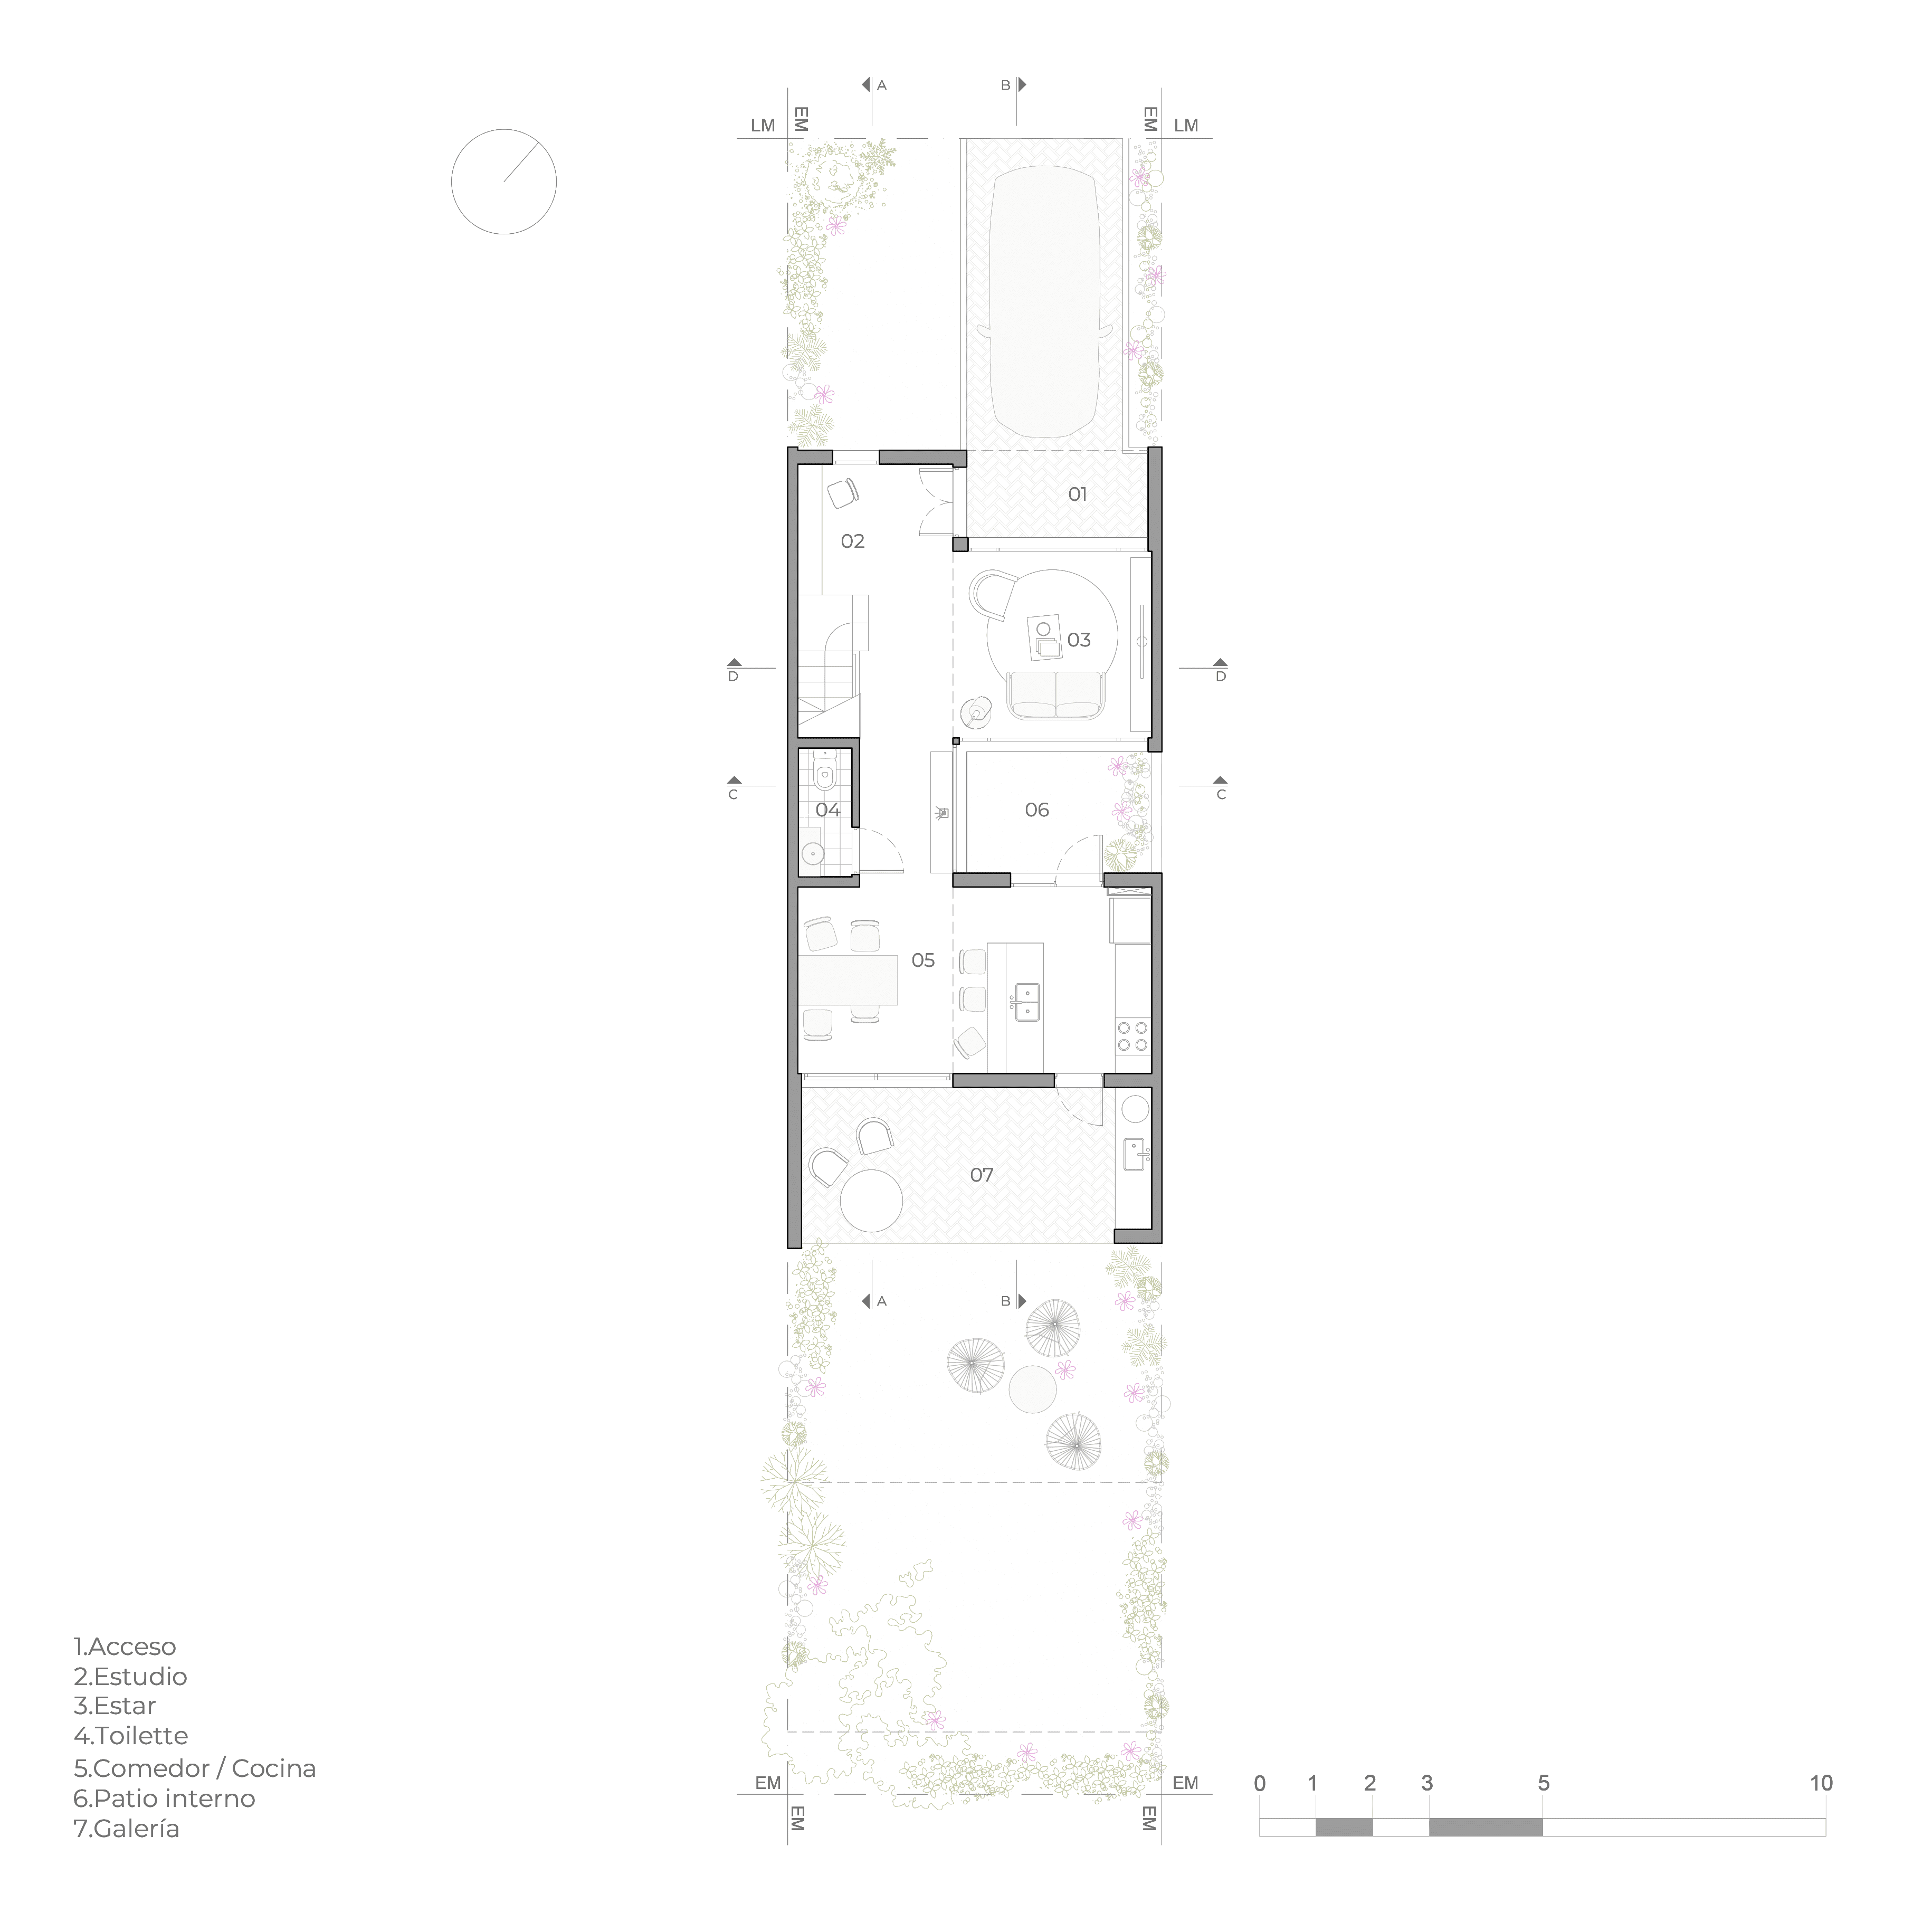 A B
LM EM EM LM
01
02
03
D D
C C
04 06
05
07
A B
1.Acceso
2.Estudio
3.Estar
4.Toilette
5.Comedor / Cocina
6.Patio interno
7.Galería
EM EM
EM EM
0 1 2 3 5 10